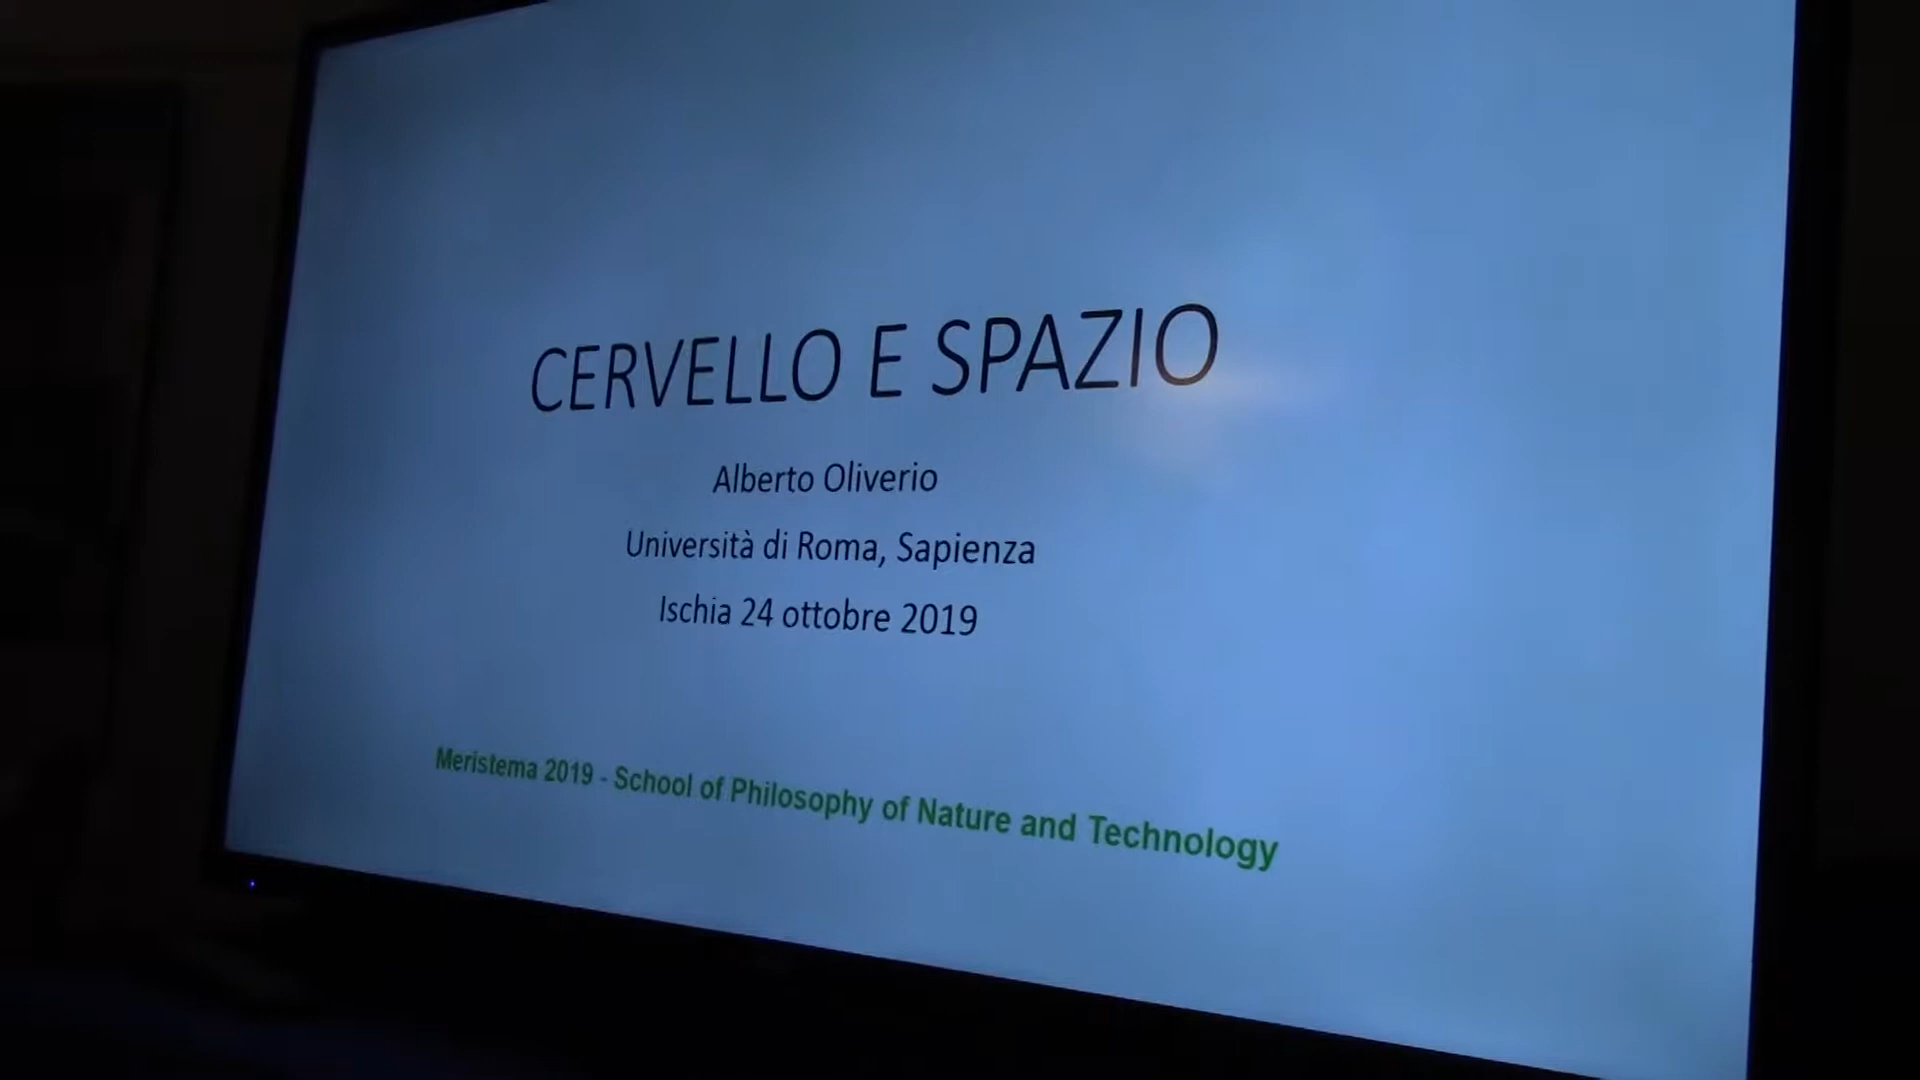 CERVELLO E SPAZIO
Alberto Oliverio
Università di Roma, Sapienza
Ischia 24 ottobre 2019
Meristema 2019 - School of Philosophy of Nature and Technology